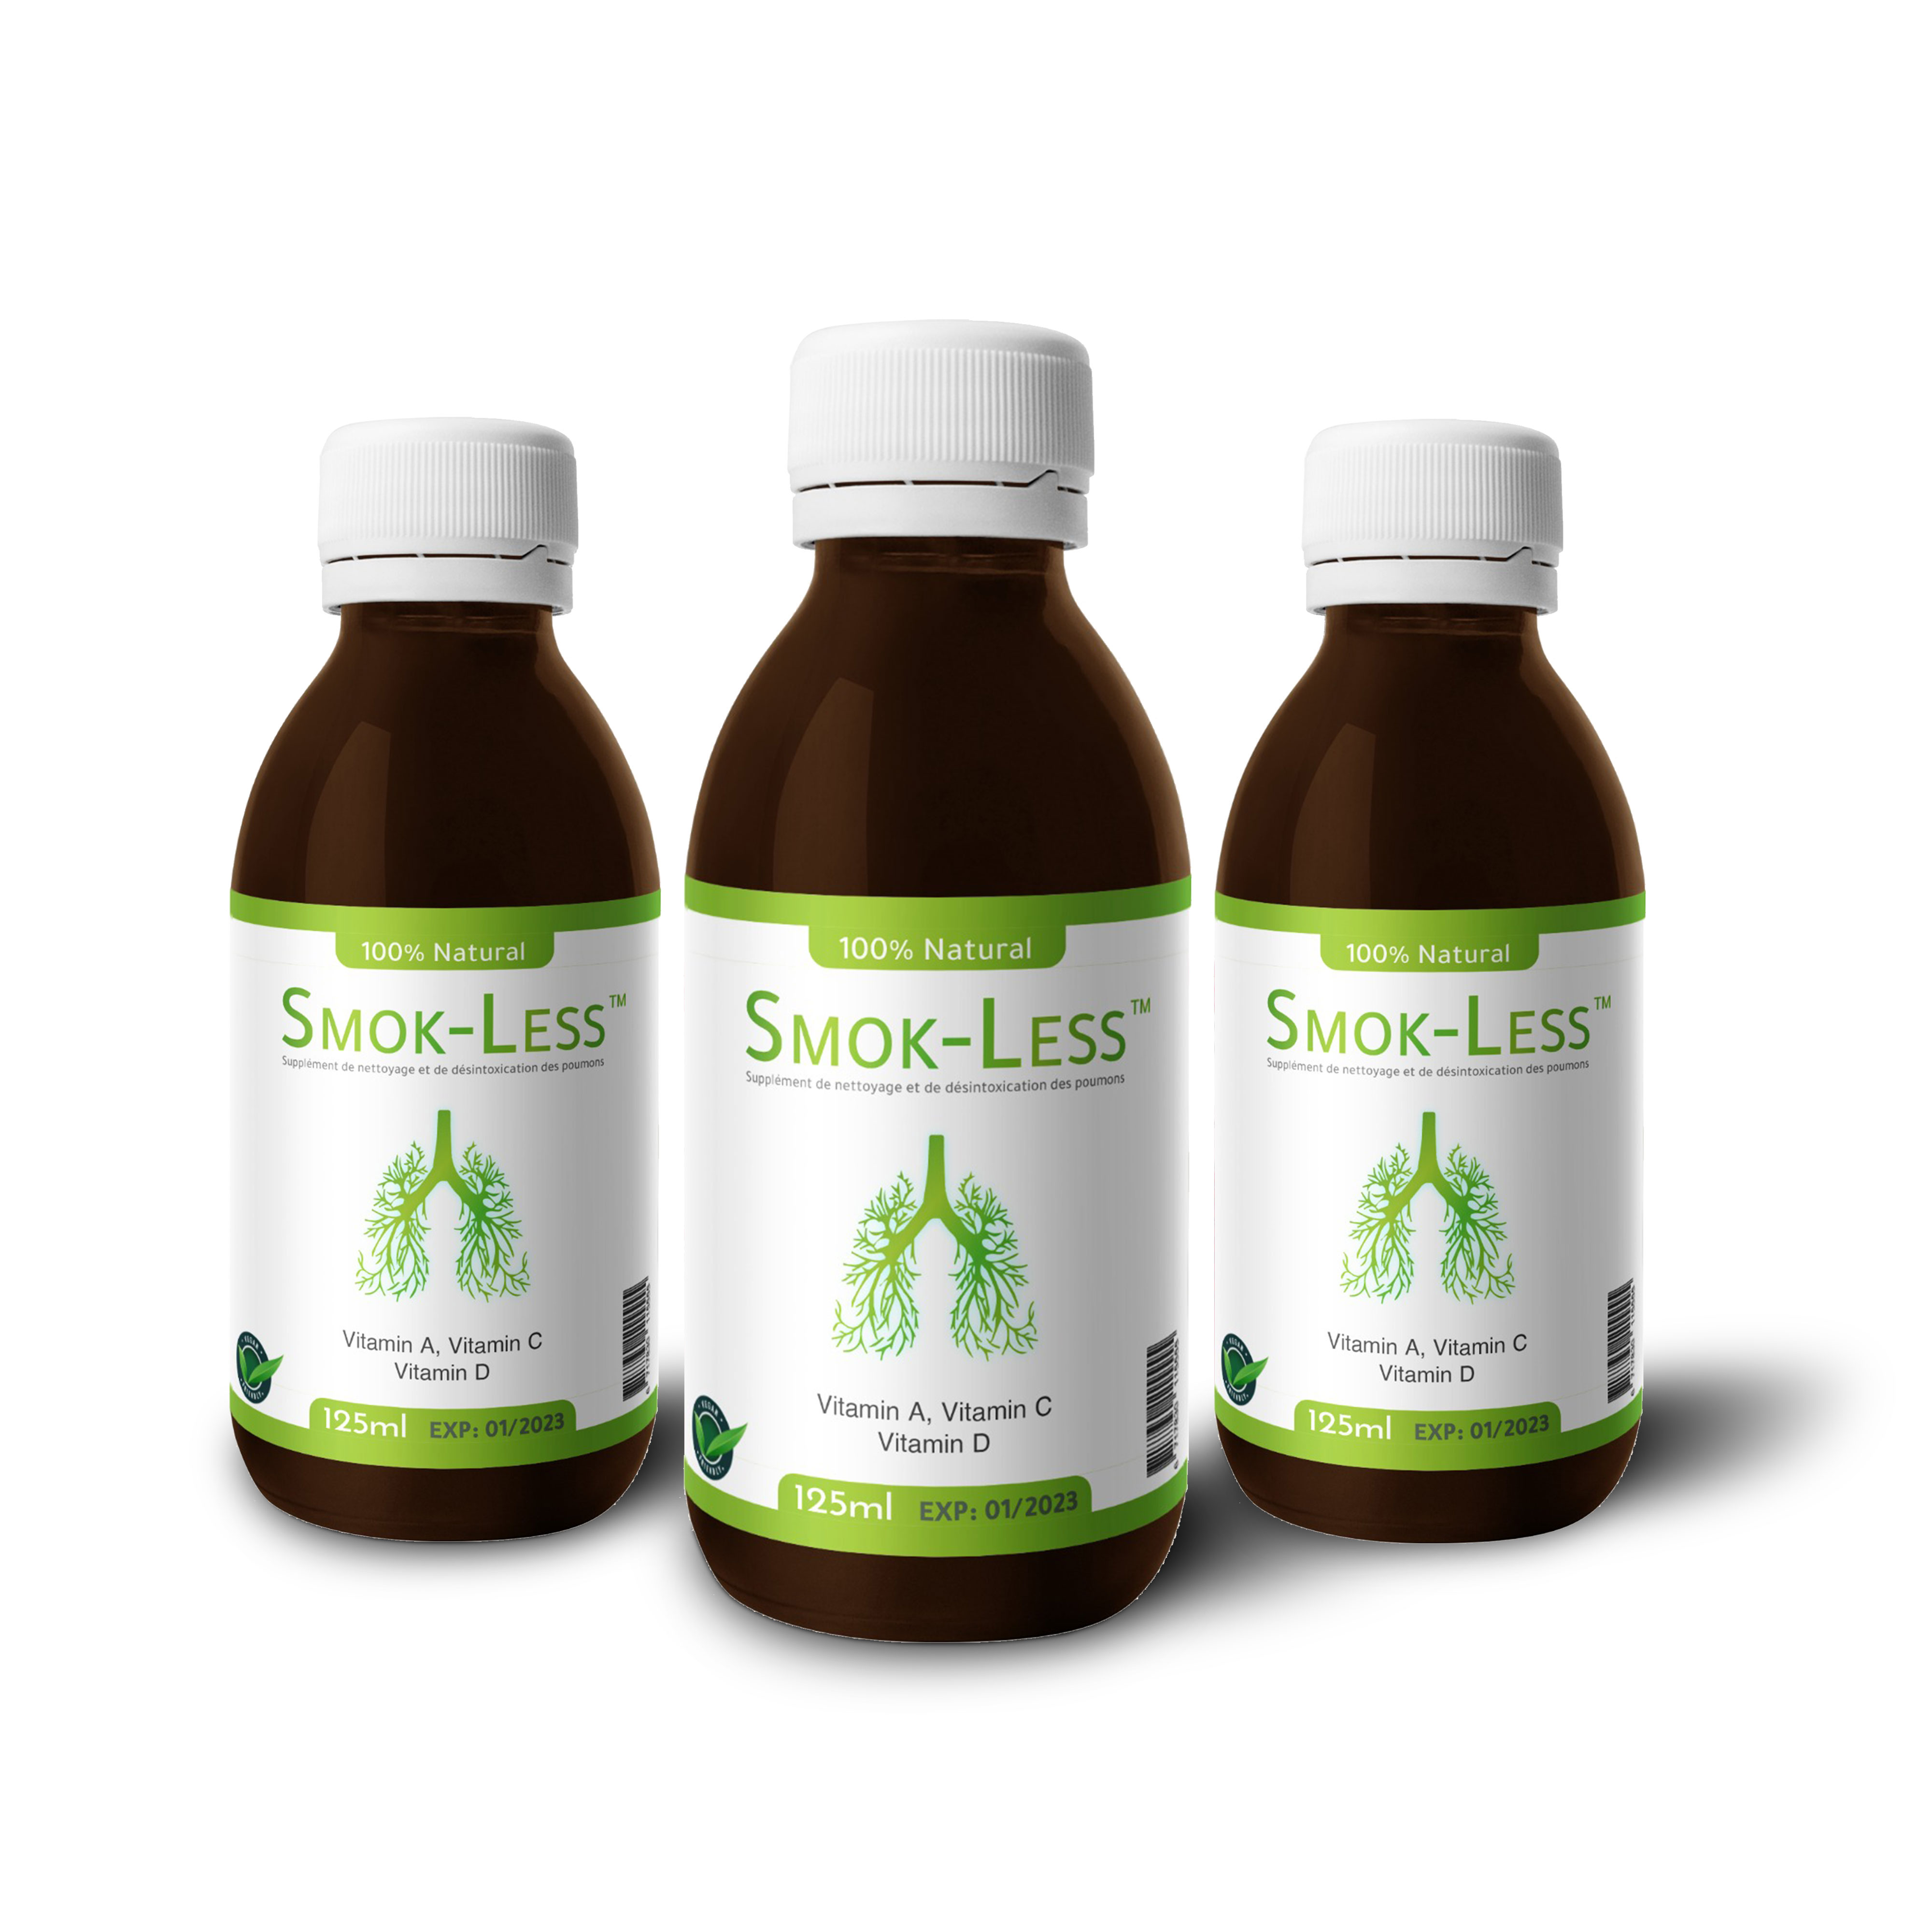 100% Natural
SMOK-LESS™
Supplément de nettoyage et de désintoxication des poumons
Vitamin A, Vitamin C
Vitamin D
VEGAN
125ml EXP: 01/2023
100% Natural
SMOK-LESS™
Supplément de nettoyage et de désintoxication des poumons
Vitamin A, Vitamin C
Vitamin D
VEGAN
125ml EXP: 01/2023
100% Natural
SMOK-LESS™
Supplément de nettoyage et de désintoxication des poumons
Vitamin A, Vitamin C
Vitamin D
VEGAN
125ml EXP: 01/2023